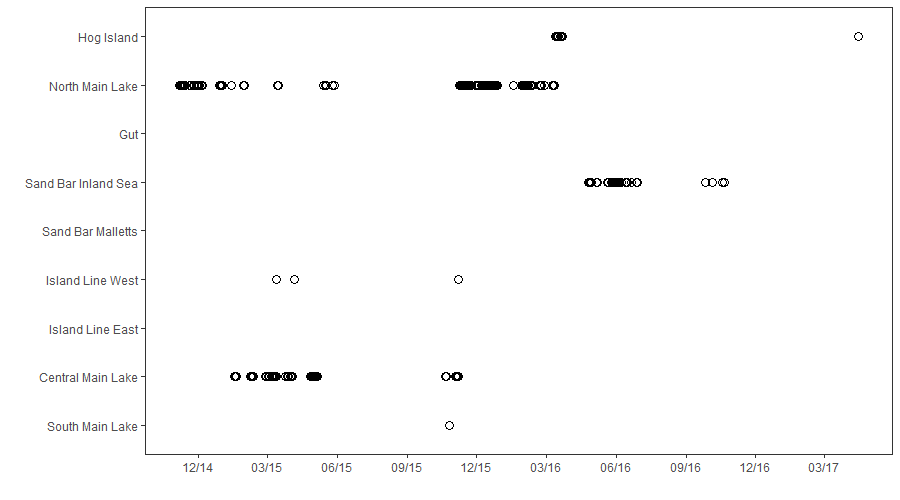 Hog Island
North Main Lake
Gut
Sand Bar Inland Sea
Sand Bar Malletts
Island Line West
Island Line East
Central Main Lake
South Main Lake
12/14 03/15 06/15 09/15 12/15 03/16 06/16 09/16 12/16 03/17